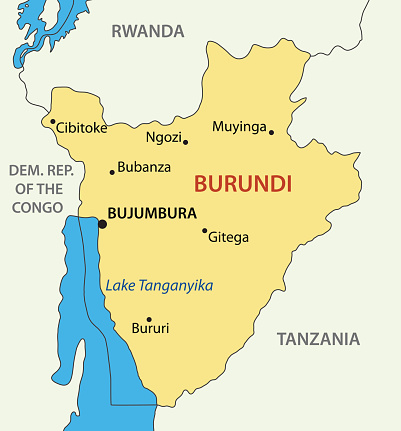 RWANDA
Cibitoke
Ngozi
Muyinga
DEM. REP.
OF THE
CONGO
Bubanza
BURUNDI
BUJUMBURA
Gitega
Lake Tanganyika
Bururi
TANZANIA